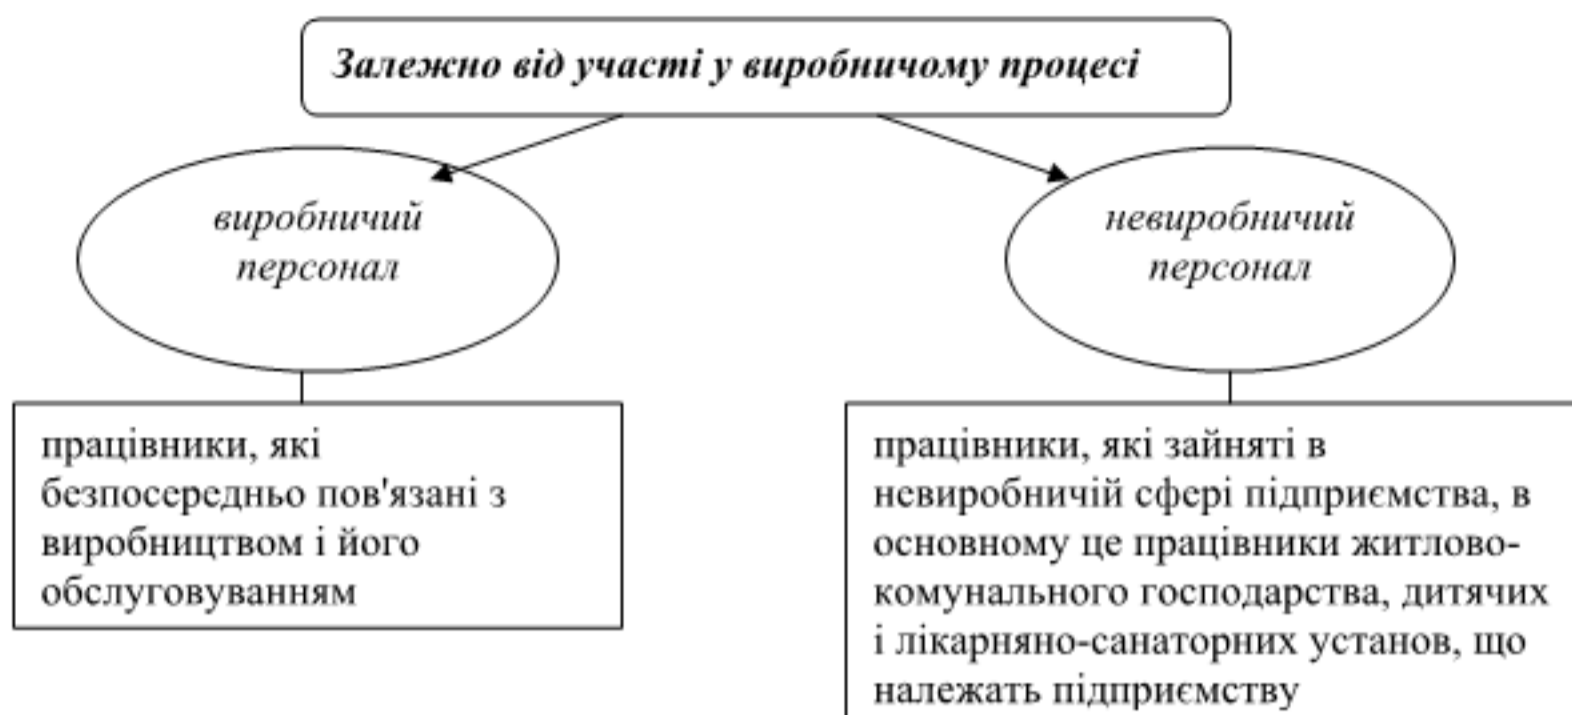 Залежно від участі у виробничому процесі
виробничий
персонал
невиробничий
персонал
працівники, які
безпосередньо пов'язані з
виробництвом і його
обслуговуванням
працівники, які зайняті в
невиробничій сфері підприємства, в
основному це працівники житлово-
комунального господарства, дитячих
і лікарняно-санаторних установ, що
належать підприємству